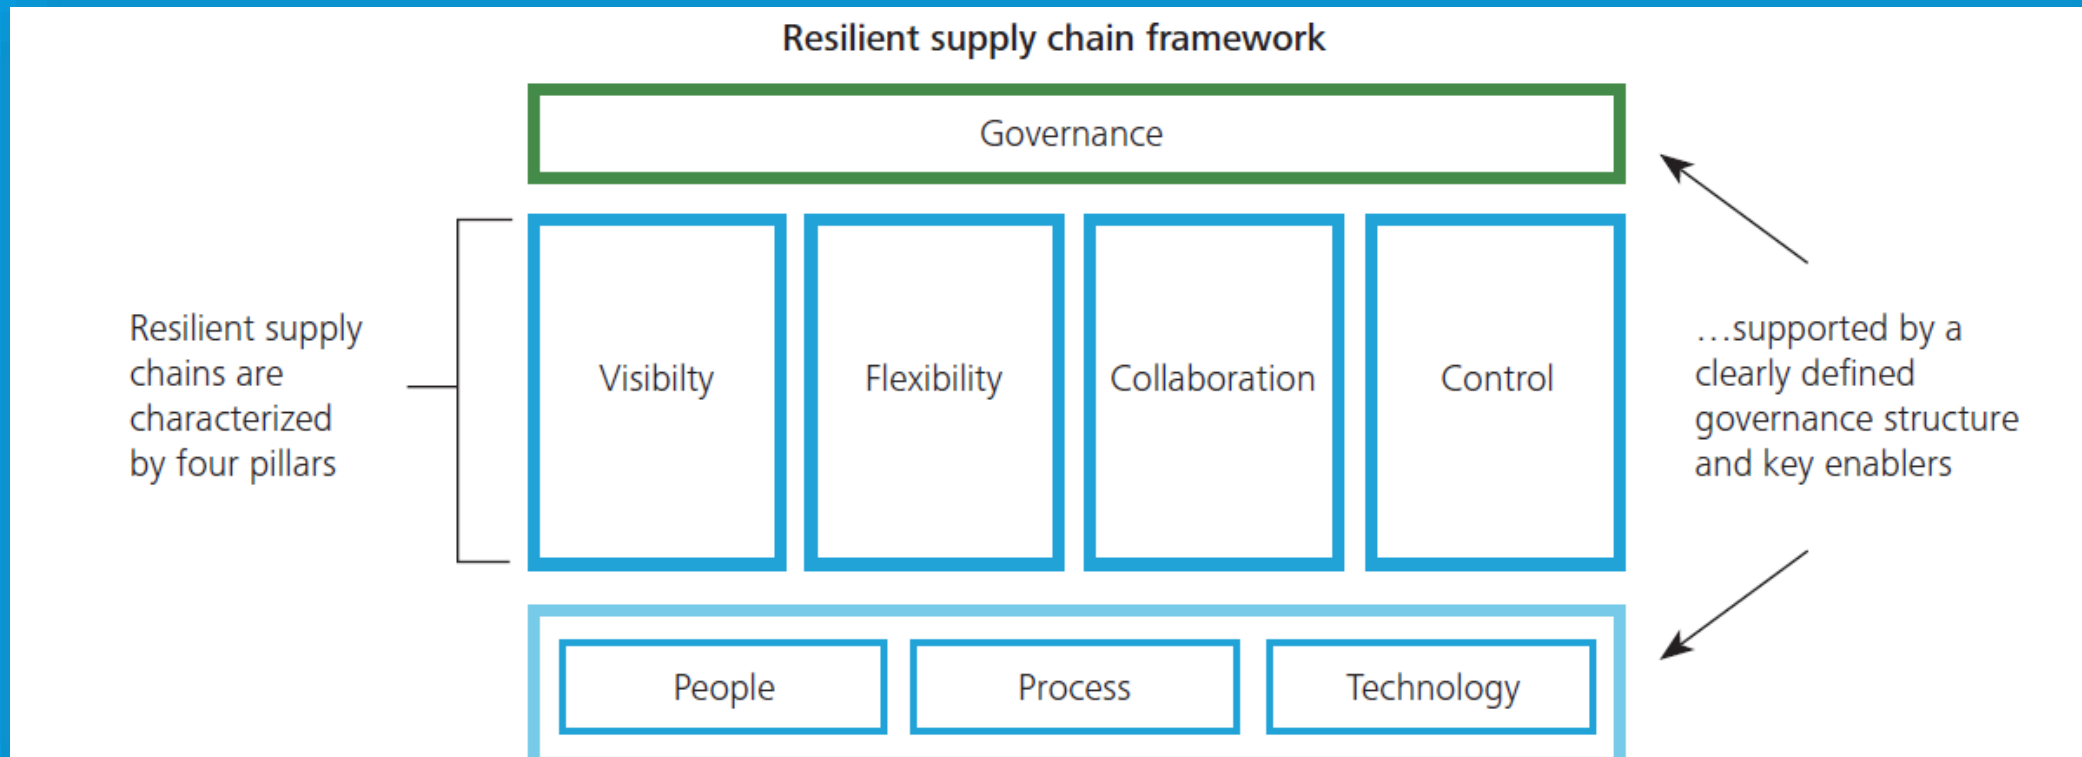 Resilient supply chain framework
Governance
Resilient supply
chains are
characterized
by four pillars
Visibilty
Flexibility
Collaboration
Control
…supported by a
clearly defined
governance structure
and key enablers
People
Process
Technology